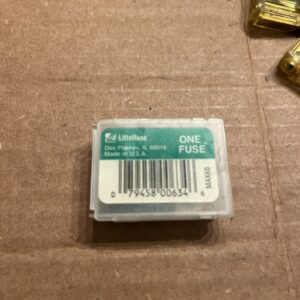 Littelfuse
Des Plaines, IL 60016
Made in U.S.A.
ONE
FUSE
0 79458 00634 6
MAX60